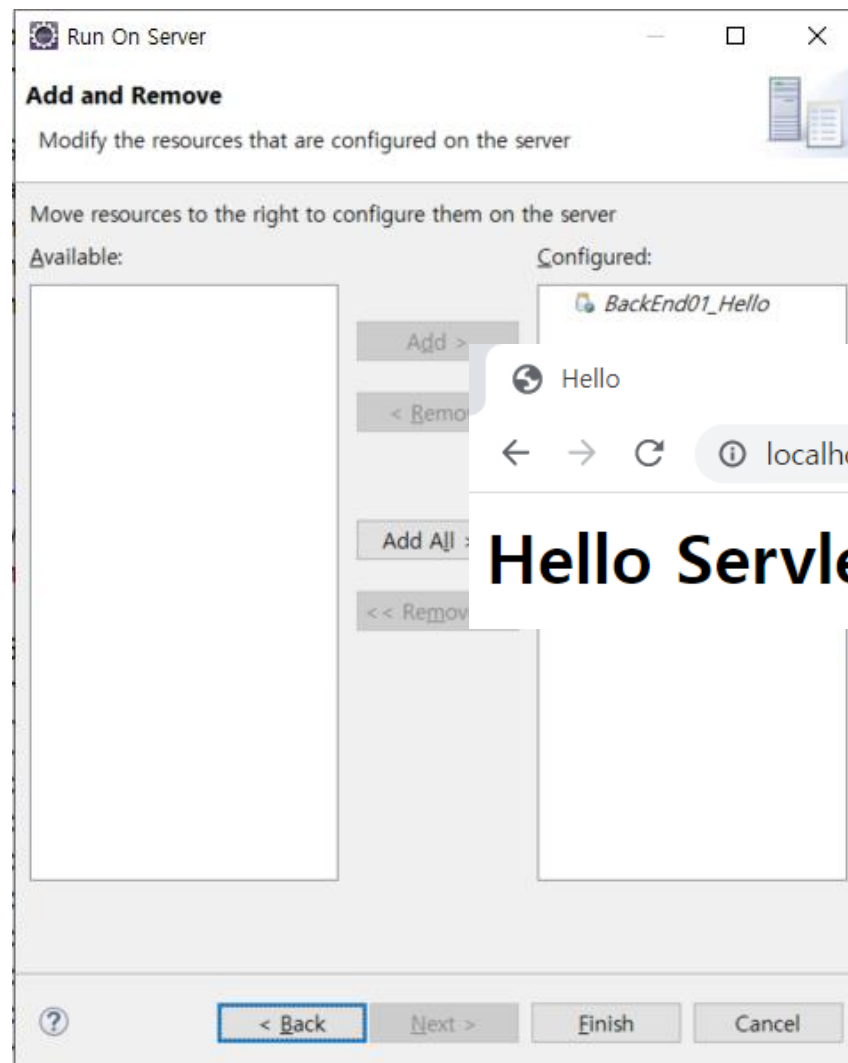 Run On Server
Add and Remove
Modify the resources that are configured on the server
Move resources to the right to configure them on the server
Available:
Configured:
BackEnd01_Hello
Add >
Hello
< Remo
localh
Add All
Hello Servl
<< Remov
< Back
Next >
Finish
Cancel